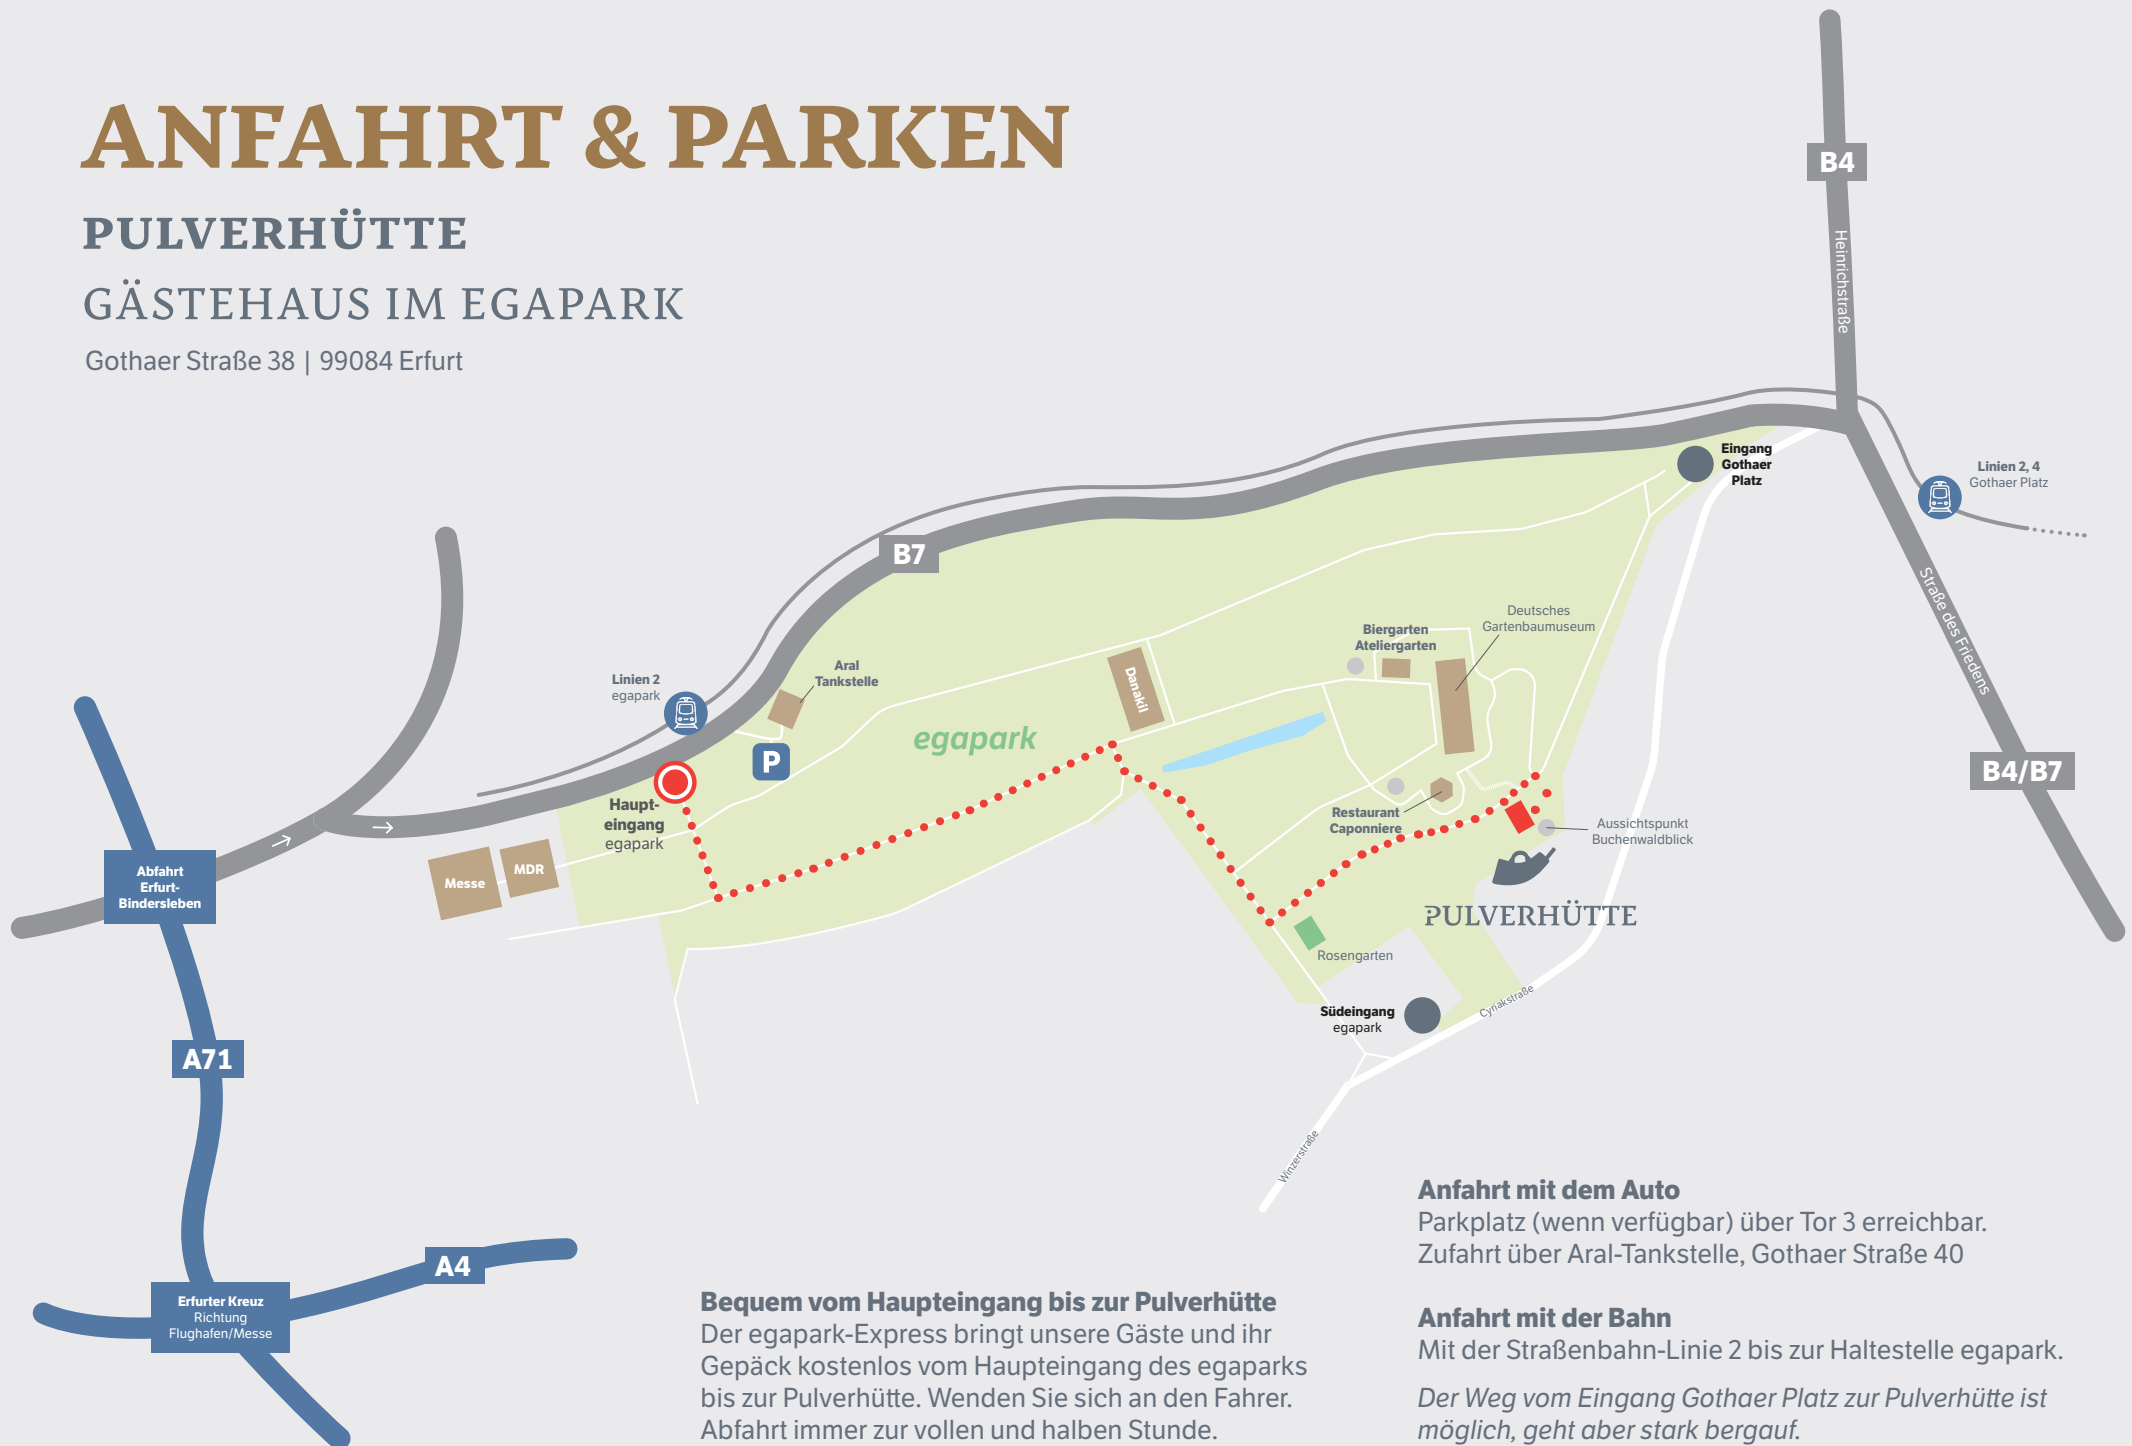 ANFAHRT & PARKEN
PULVERHÜTTE
GÄSTEHAUS IM EGAPARK
Gothaer Straße 38 | 99084 Erfurt
B4
Heinrichstraße
Eingang
Gothaer
Platz
Linien 2, 4
Gothaer Platz
B7
Straße des Friedens
B4/B7
Linien 2
egapark
Aral
Tankstelle
P
Haupt-
eingang
egapark
egapark
Danakil
Biergarten
Ateliergarten
Deutsches
Gartenbaumuseum
Restaurant
Caponniere
Aussichtspunkt
Buchenwaldblick
PULVERHÜTTE
Rosengarten
Südeingang
egapark
Cyriakstraße
Winzerstraße
Messe
MDR
Abfahrt
Erfurt-
Bindersleben
A71
A4
Erfurter Kreuz
Richtung
Flughafen/Messe
Bequem vom Haupteingang bis zur Pulverhütte
Der egapark-Express bringt unsere Gäste und ihr
Gepäck kostenlos vom Haupteingang des egaparks
bis zur Pulverhütte. Wenden Sie sich an den Fahrer.
Abfahrt immer zur vollen und halben Stunde.
Anfahrt mit dem Auto
Parkplatz (wenn verfügbar) über Tor 3 erreichbar.
Zufahrt über Aral-Tankstelle, Gothaer Straße 40
Anfahrt mit der Bahn
Mit der Straßenbahn-Linie 2 bis zur Haltestelle egapark.
Der Weg vom Eingang Gothaer Platz zur Pulverhütte ist
möglich, geht aber stark bergauf.